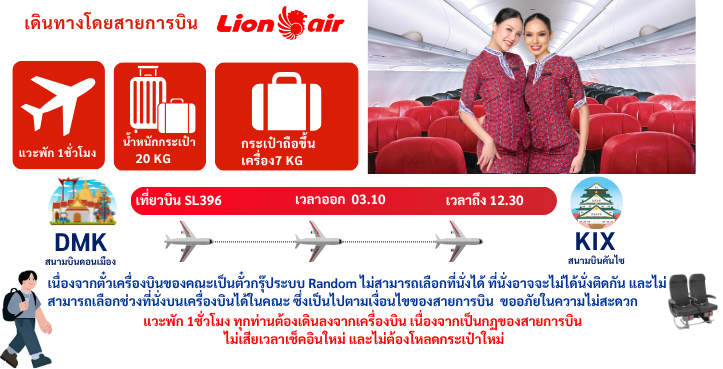 เดินทางโดยสายการบิน Lion air
แวะพัก 1ชั่วโมง
น้ำหนักกระเป๋า
20 KG
กระเป๋าถือขึ้น
เครื่อง7 KG
เที่ยวบิน SL396 เวลาออก 03.10 เวลาถึง 12.30
DMK
สนามบินดอนเมือง
KIX
สนามบินคันไซ
เนื่องจากตั๋วเครื่องบินของคณะเป็นตั๋วกรุ๊ประบบ Random ไม่สามารถเลือกที่นั่งได้ ที่นั่งอาจจะไม่ได้นั่งติดกัน และไม่
สามารถเลือกช่วงที่นั่งบนเครื่องบินได้ในคณะ ซึ่งเป็นไปตามเงื่อนไขของสายการบิน ขออภัยในความไม่สะดวก
แวะพัก 1ชั่วโมง ทุกท่านต้องเดินลงจากเครื่องบิน เนื่องจากเป็นกฏของสายการบิน
ไม่เสียเวลาเช็คอินใหม่ และไม่ต้องโหลดกระเป๋าใหม่